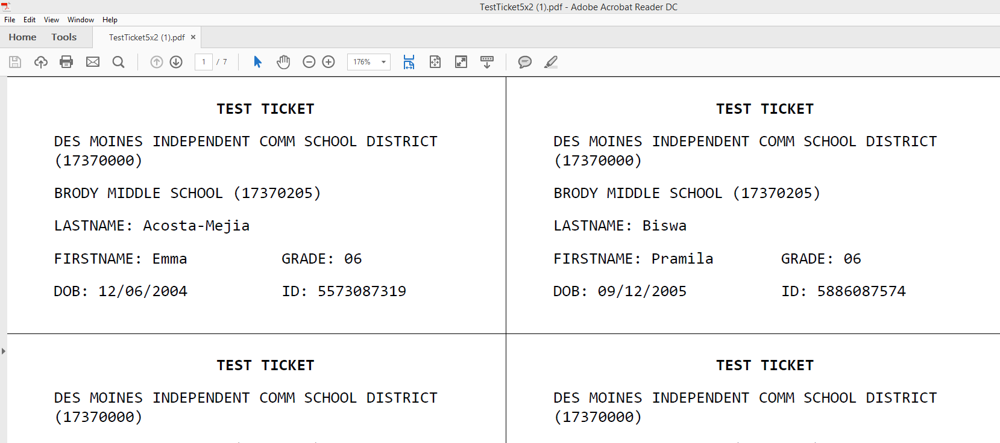 TestTicket5x2 (1).pdf - Adobe Acrobat Reader DC
File Edit View Window Help
Home Tools TestTicket5x2 (1).pdf ×
1 / 7 176%
TEST TICKET
DES MOINES INDEPENDENT COMM SCHOOL DISTRICT
(17370000)
BRODY MIDDLE SCHOOL (17370205)
LASTNAME: Acosta-Mejia
FIRSTNAME: Emma GRADE: 06
DOB: 12/06/2004 ID: 5573087319
TEST TICKET
DES MOINES INDEPENDENT COMM SCHOOL DISTRICT
(17370000)
BRODY MIDDLE SCHOOL (17370205)
LASTNAME: Biswa
FIRSTNAME: Pramila GRADE: 06
DOB: 09/12/2005 ID: 5886087574
TEST TICKET
DES MOINES INDEPENDENT COMM SCHOOL DISTRICT
(17370000)
TEST TICKET
DES MOINES INDEPENDENT COMM SCHOOL DISTRICT
(17370000)